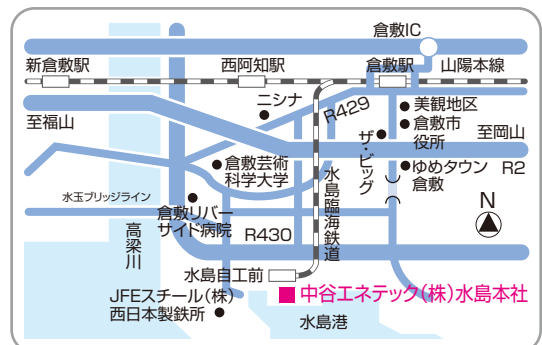 倉敷IC
新倉敷駅
西阿知駅
倉敷駅
山陽本線
ニシナ
R429
美観地区
倉敷市
役所
至福山
至岡山
ザ・ビッグ
倉敷芸術
科学大学
ゆめタウン
倉敷
R2
水玉ブリッジライン
倉敷リバー
サイド病院
水島臨海鉄道
N
高梁川
R430
水島自工前
中谷エネテック(株)水島本社
JFEスチール(株)
西日本製鉄所
水島港